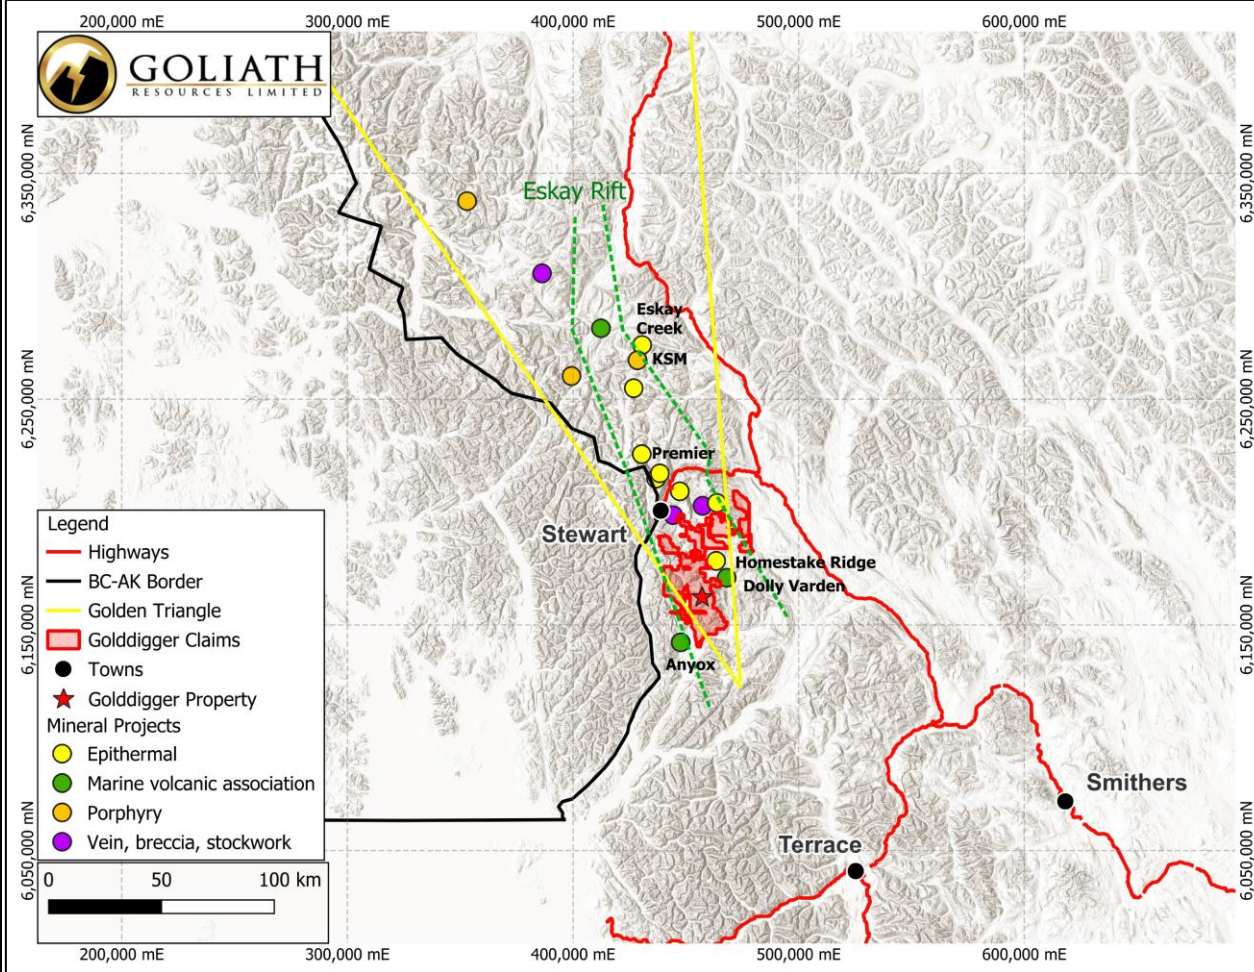 200,000 mE
300,000 mE
400,000 mE
500,000 mE
600,000 mE
GOLIATH
RESOURCES LIMITED
6,350,000 mN
6,350,000 mN
Eskay Rift
Eskay
Creek
KSM
6,250,000 mN
6,250,000 mN
Premier
Stewart
Homestake Ridge
Dolly Varden
6,150,000 mN
6,150,000 mN
Anyox
Legend
Highways
BC-AK Border
Golden Triangle
Golddigger Claims
Towns
Golddigger Property
Mineral Projects
Epithermal
Marine volcanic association
Porphyry
Vein, breccia, stockwork
Smithers
Terrace
6,050,000 mN
6,050,000 mN
0 50 100 km
200,000 mE
300,000 mE
400,000 mE
500,000 mE
600,000 mE